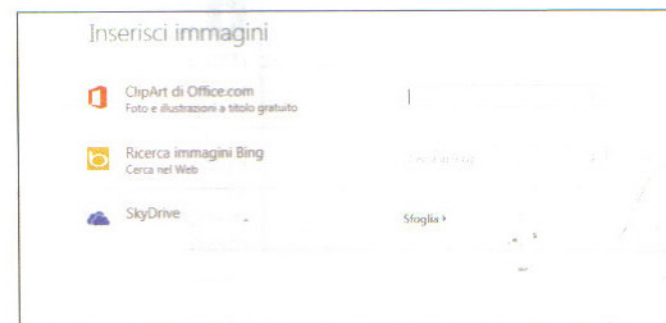 Inserisci immagini
ClipArt di Office.com
Foto e illustrazioni a titolo gratuito
Ricerca immagini Bing
Cerca nel Web
SkyDrive
Sfoglia